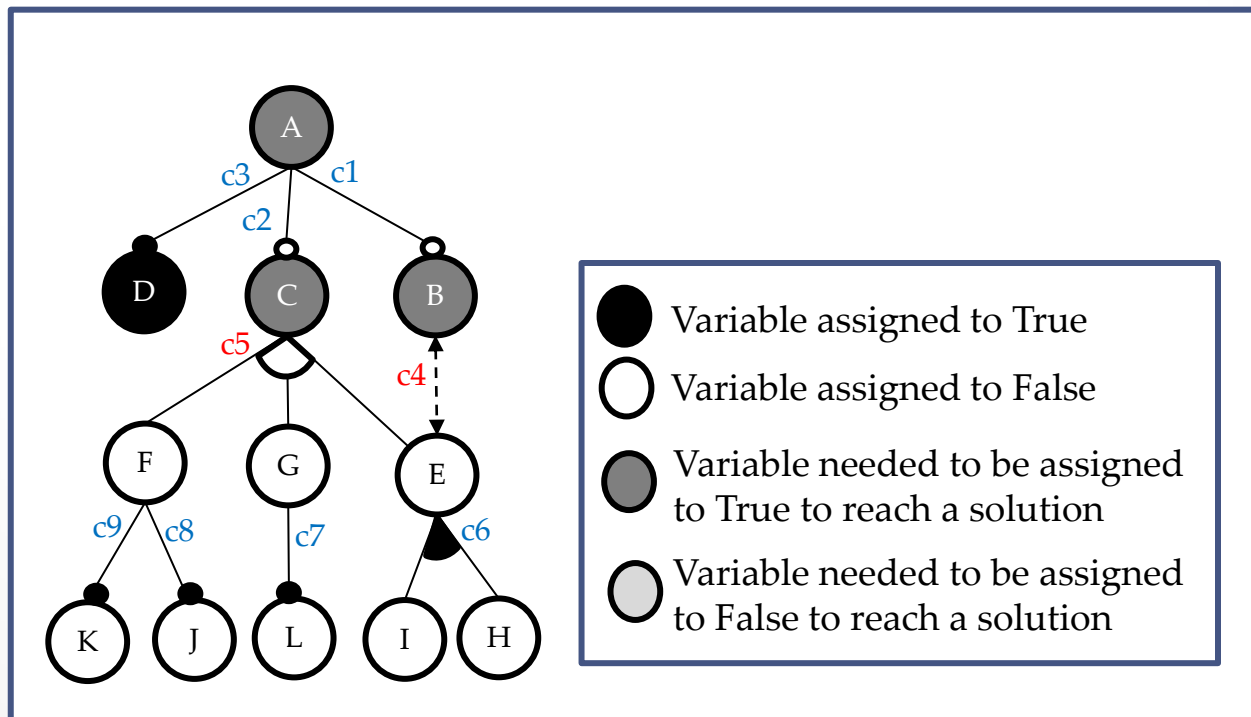 A
c3
c1
c2
D
C
B
c5
c4
F
G
E
c9
c8
c7
c6
K
J
L
I
H
Variable assigned to True
Variable assigned to False
Variable needed to be assigned
to True to reach a solution
Variable needed to be assigned
to False to reach a solution